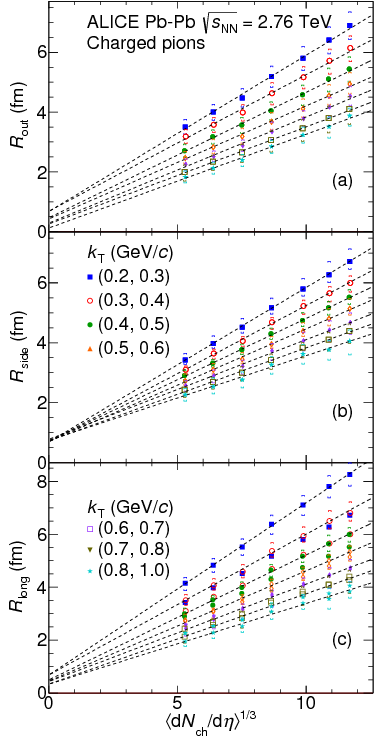 ALICE Pb-Pb √sNN = 2.76 TeV
Charged pions
6
4
2
0
Rout (fm)
(a)
kT (GeV/c)
(0.2, 0.3)
(0.3, 0.4)
(0.4, 0.5)
(0.5, 0.6)
6
4
2
0
Rside (fm)
(b)
kT (GeV/c)
(0.6, 0.7)
(0.7, 0.8)
(0.8, 1.0)
8
6
4
2
0
Rlong (fm)
(c)
0 5 10
⟨dNch/dη⟩1/3